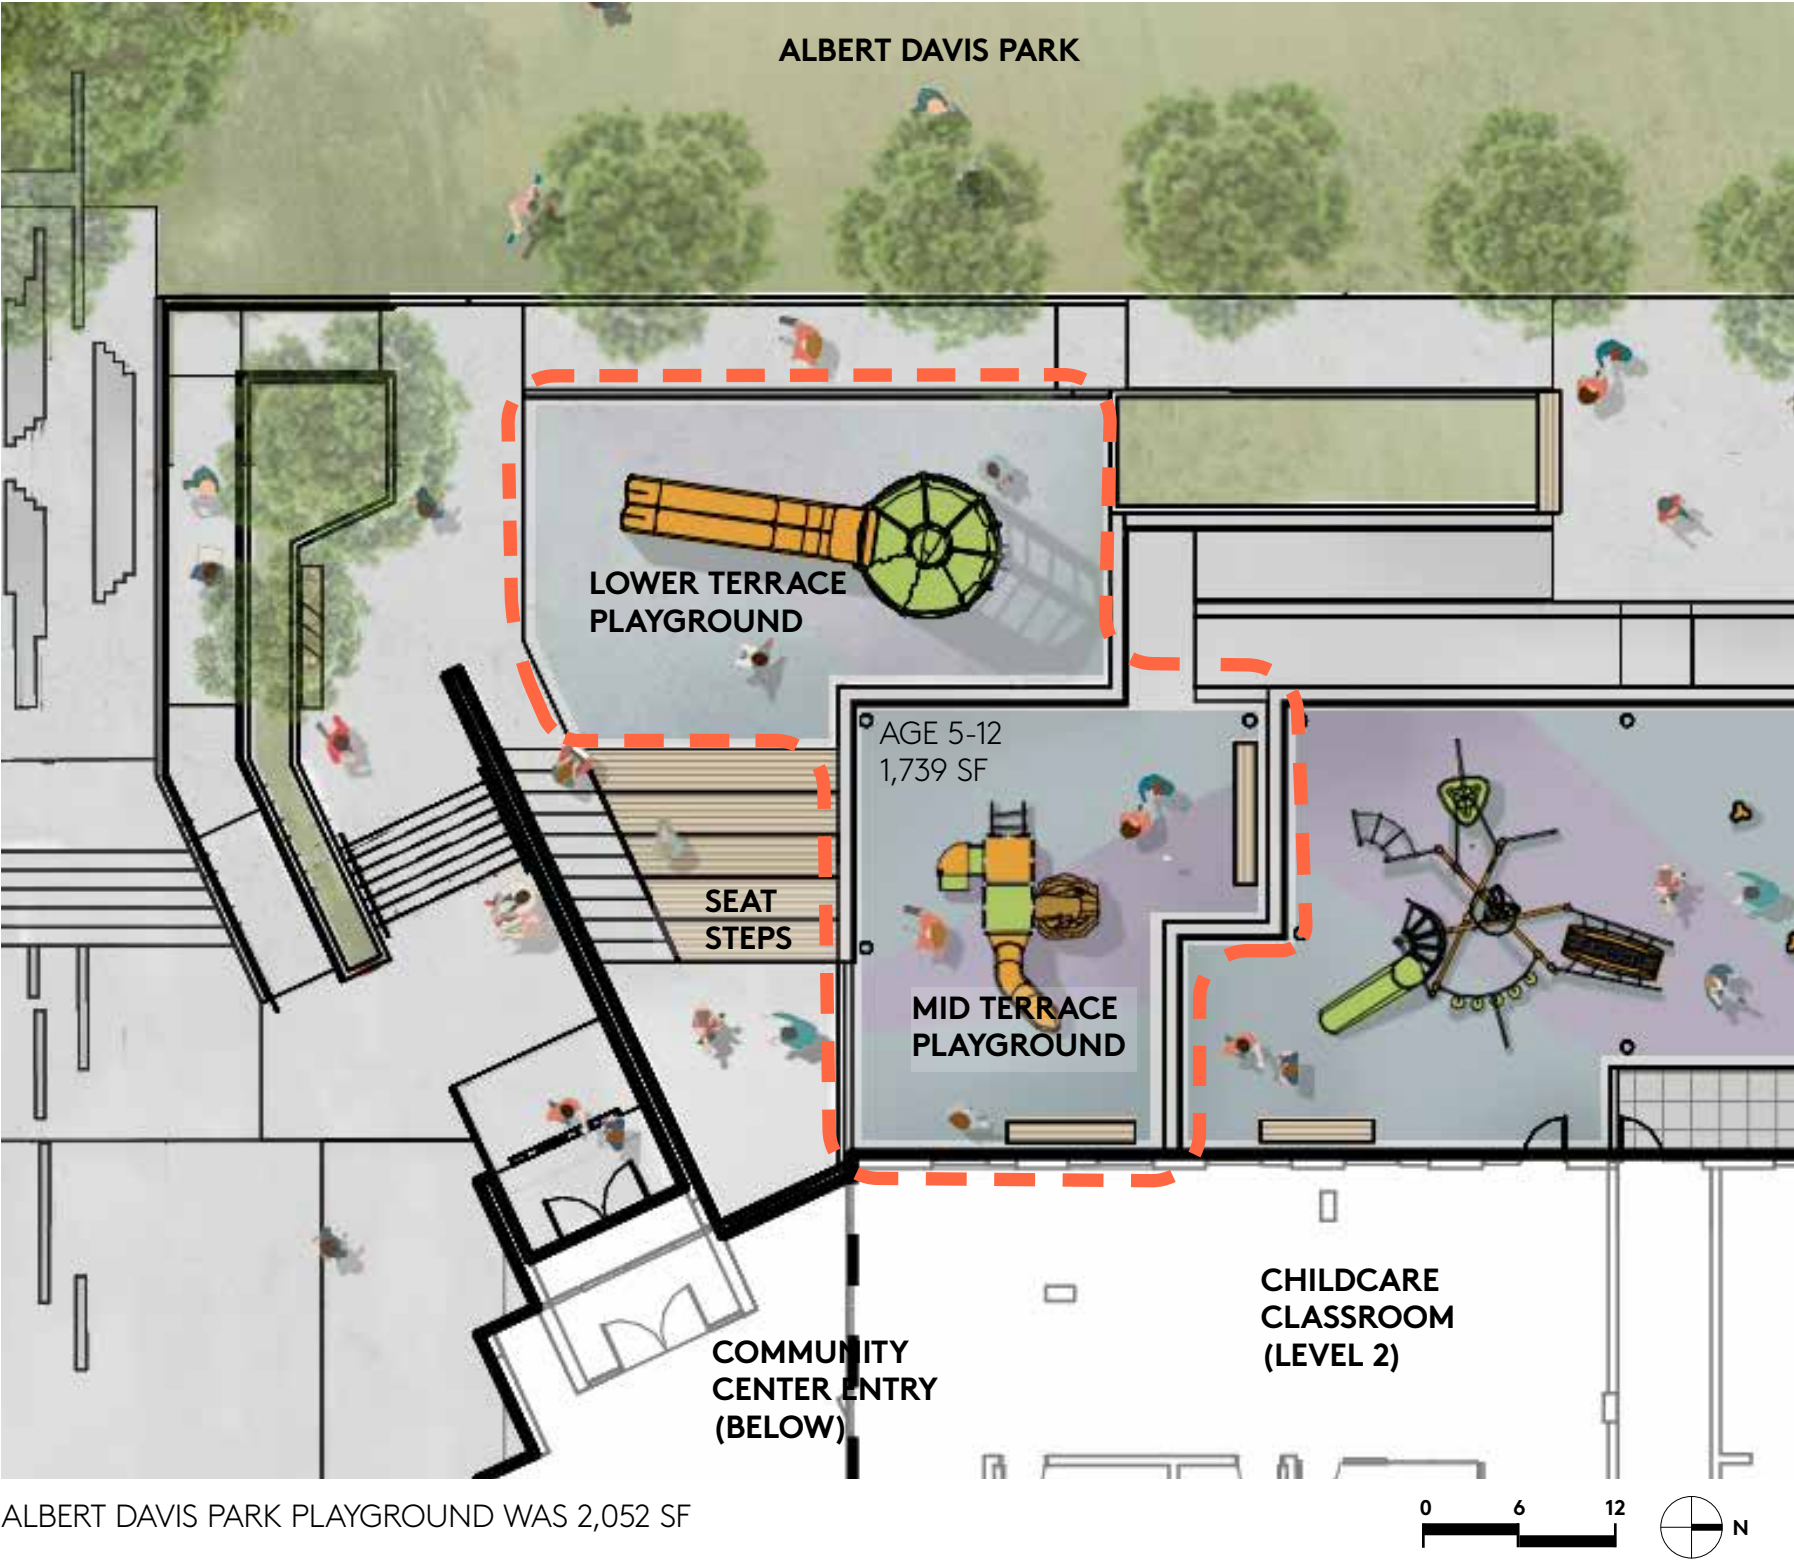 ALBERT DAVIS PARK
LOWER TERRACE
PLAYGROUND
AGE 5-12
1,739 SF
SEAT
STEPS
MID TERRACE
PLAYGROUND
CHILDCARE
CLASSROOM
(LEVEL 2)
COMMUNITY
CENTER ENTRY
(BELOW)
ALBERT DAVIS PARK PLAYGROUND WAS 2,052 SF
0 6 12
N